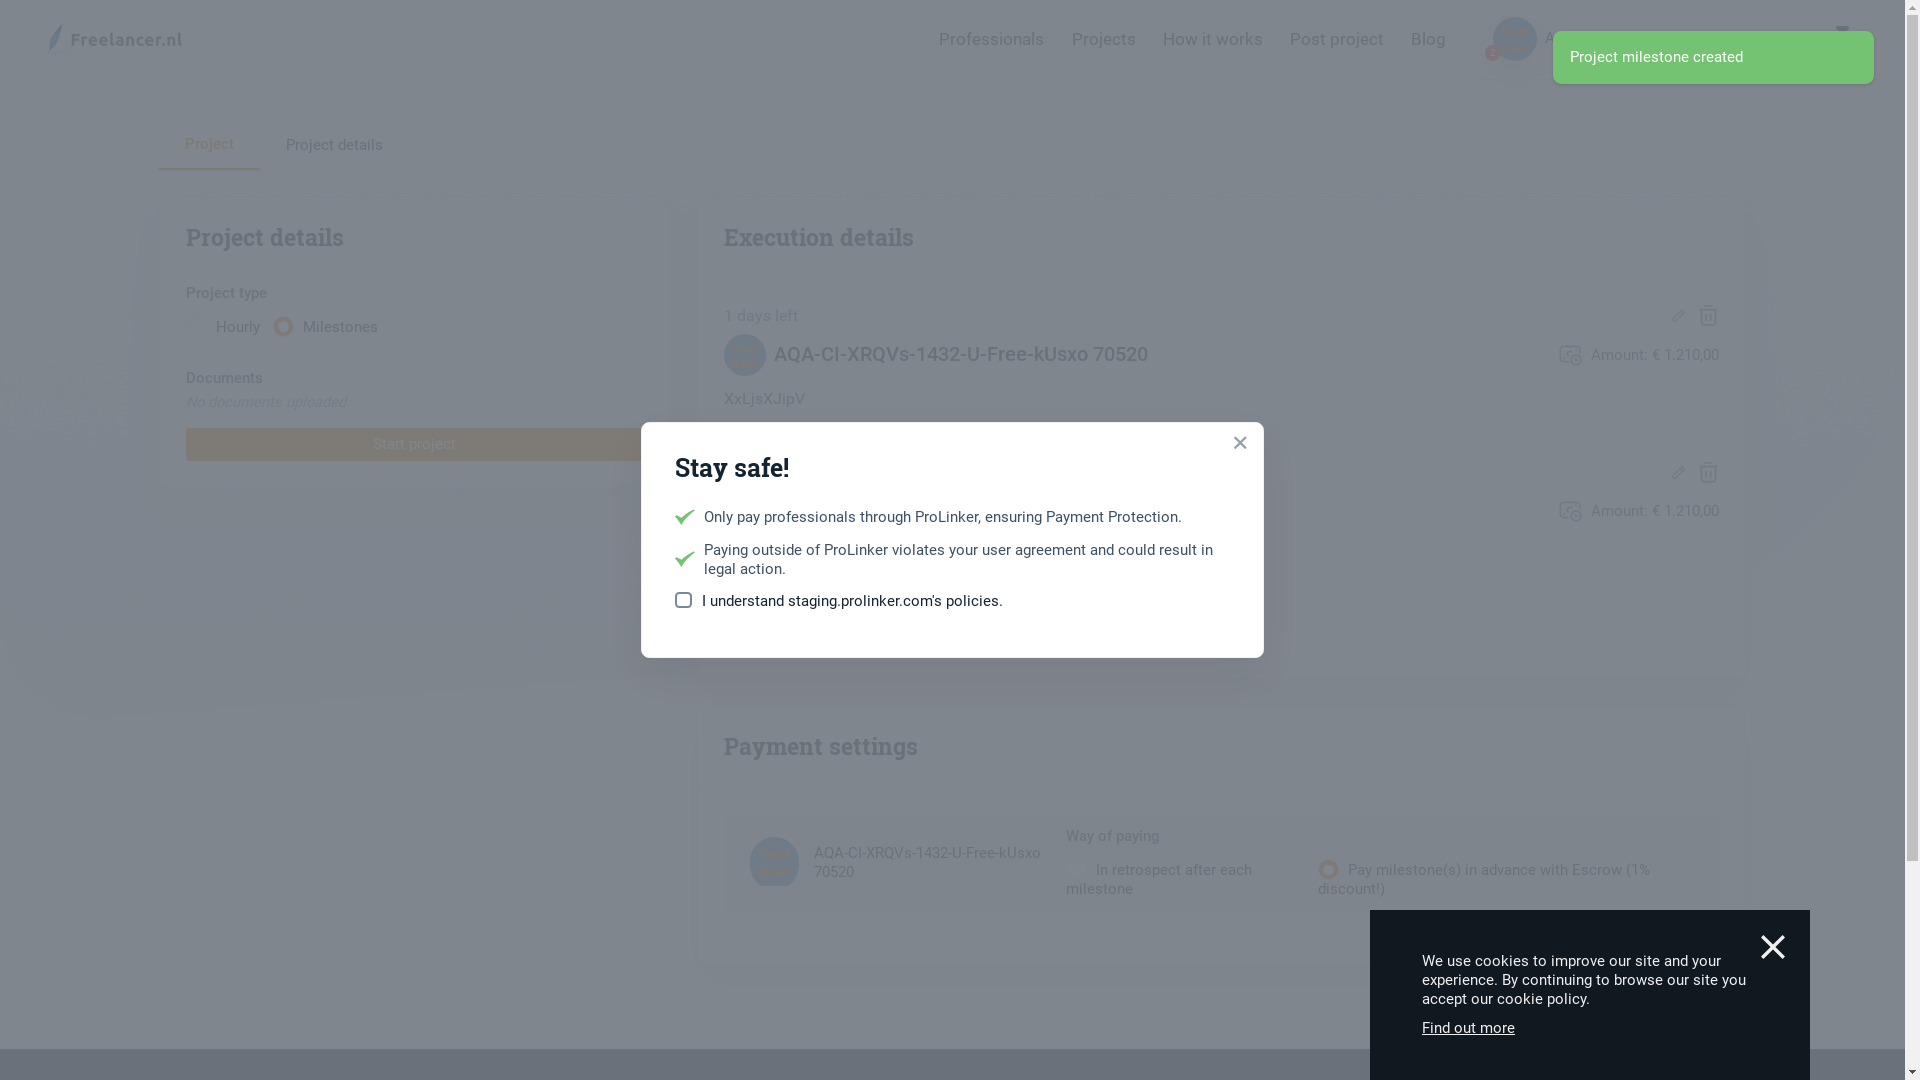 Freelancer.nl
Professionals Projects How it works Post project Blog
Project milestone created
Project Project details
Project details
Execution details
Project type
Hourly Milestones
1 days left
AQA-CI-XRQVs-1432-U-Free-kUsxo 70520
Amount: € 1.210,00
Documents
No documents uploaded
XxLjsXJipV
Start project
Stay safe!
Only pay professionals through ProLinker, ensuring Payment Protection.
Amount: € 1.210,00
Paying outside of ProLinker violates your user agreement and could result in
legal action.
I understand staging.prolinker.com's policies.
Payment settings
Way of paying
AQA-CI-XRQVs-1432-U-Free-kUsxo
70520
In retrospect after each
milestone
Pay milestone(s) in advance with Escrow (1%
discount!)
We use cookies to improve our site and your
experience. By continuing to browse our site you
accept our cookie policy.
Find out more